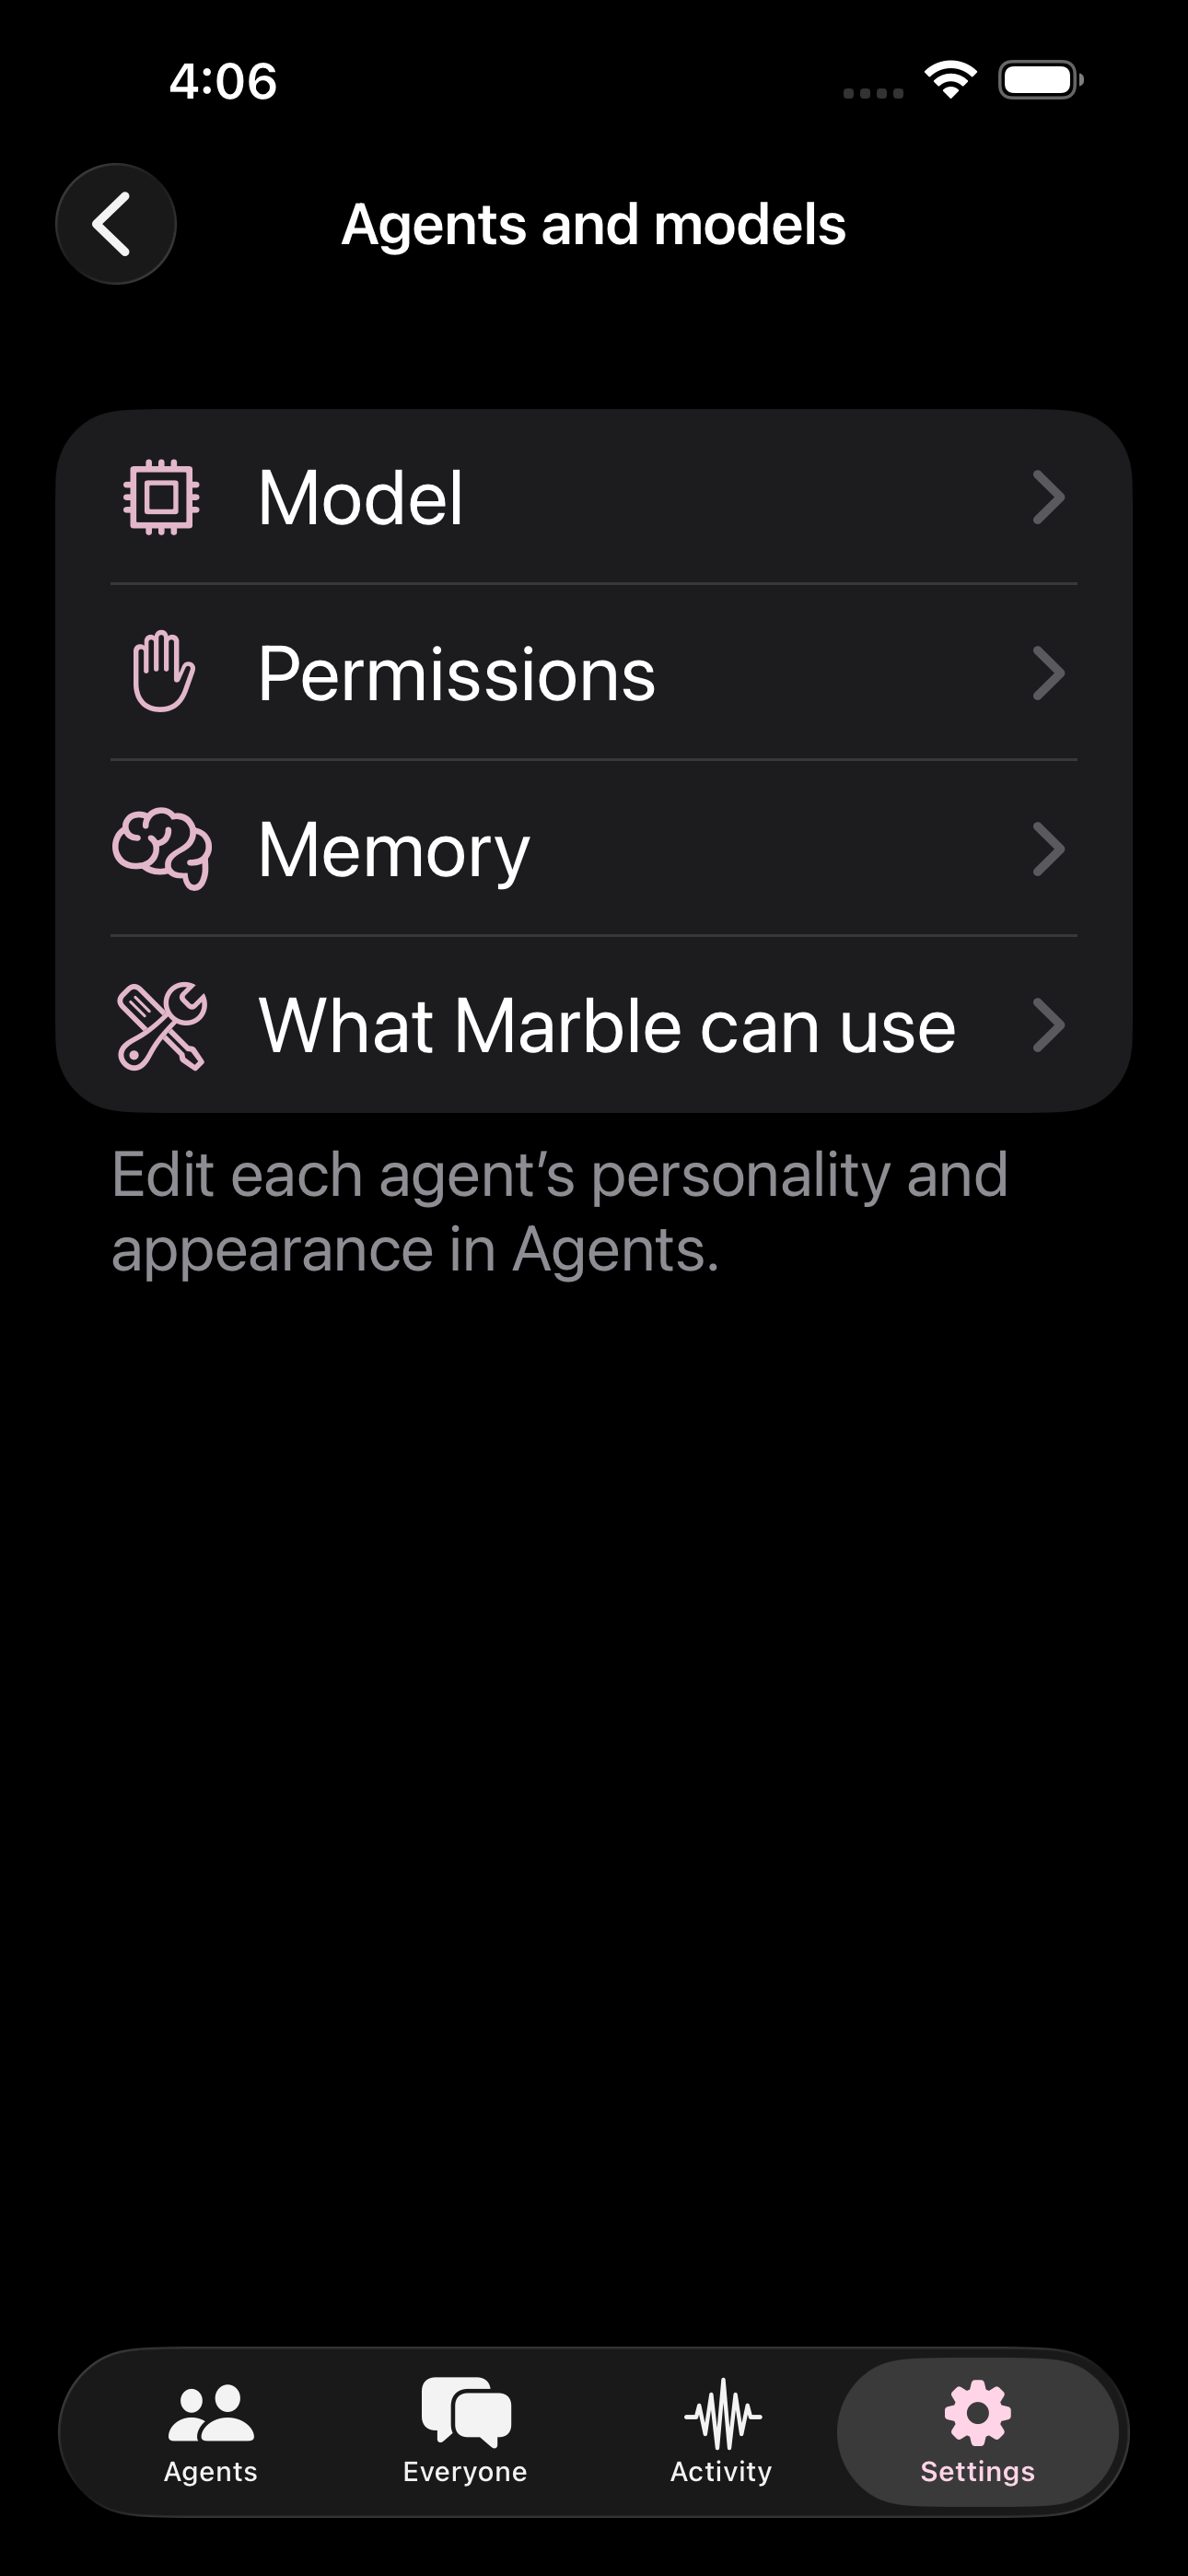 4:06
Agents and models
Model
Permissions
Memory
What Marble can use
Edit each agent’s personality and
appearance in Agents.
Agents
Everyone
Activity
Settings